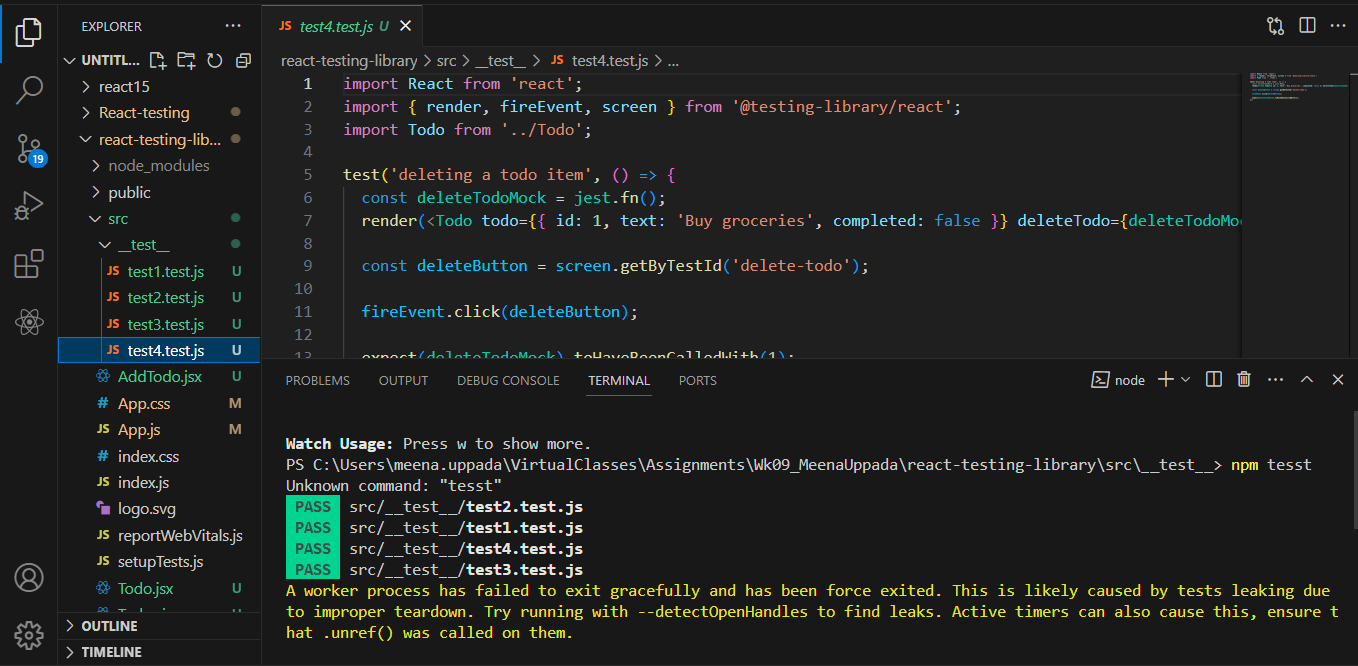 EXPLORER
UNTITL...
react15
React-testing
react-testing-lib...
node_modules
public
src
__test__
JS test1.test.js U
JS test2.test.js U
JS test3.test.js U
JS test4.test.js U
AddTodo.jsx U
# App.css M
JS App.js M
# index.css
JS index.js
logo.svg
JS reportWebVitals.js
JS setupTests.js
Todo.jsx U
OUTLINE
TIMELINE
19
JS test4.test.js U
react-testing-library > src > __test__ > JS test4.test.js > ...
1 import React from 'react';
2 import { render, fireEvent, screen } from '@testing-library/react';
3 import Todo from '../Todo';
4
5 test('deleting a todo item', () => {
6 const deleteTodoMock = jest.fn();
7 render(<Todo todo={{ id: 1, text: 'Buy groceries', completed: false }} deleteTodo={deleteTodoMo
8
9 const deleteButton = screen.getByTestId('delete-todo');
10
11 fireEvent.click(deleteButton);
12
13 expect(deleteTodoMock).toHaveBeenCalledWith(1);
PROBLEMS OUTPUT DEBUG CONSOLE TERMINAL PORTS
node
Watch Usage: Press w to show more.
PS C:\Users\meena.uppada\VirtualClasses\Assignments\Wk09_MeenaUppada\react-testing-library\src\__test__> npm tesst
Unknown command: "tesst"
PASS src/__test__/test2.test.js
PASS src/__test__/test1.test.js
PASS src/__test__/test4.test.js
PASS src/__test__/test3.test.js
A worker process has failed to exit gracefully and has been force exited. This is likely caused by tests leaking due
to improper teardown. Try running with --detectOpenHandles to find leaks. Active timers can also cause this, ensure t
hat .unref() was called on them.